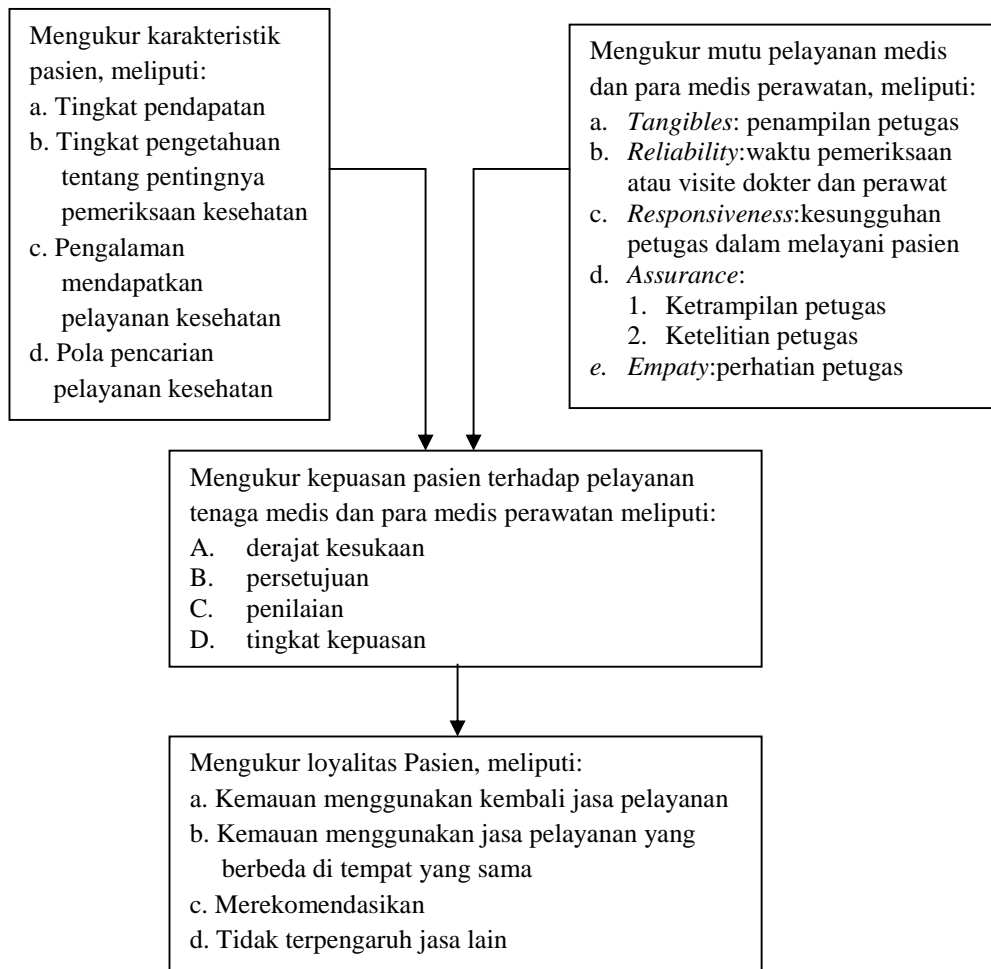 Mengukur karakteristik
pasien, meliputi:
a. Tingkat pendapatan
b. Tingkat pengetahuan
tentang pentingnya
pemeriksaan kesehatan
c. Pengalaman
mendapatkan
pelayanan kesehatan
d. Pola pencarian
pelayanan kesehatan
Mengukur mutu pelayanan medis
dan para medis perawatan, meliputi:
a. Tangibles: penampilan petugas
b. Reliability:waktu pemeriksaan
atau visite dokter dan perawat
c. Responsiveness:kesungguhan
petugas dalam melayani pasien
d. Assurance:
1. Ketrampilan petugas
2. Ketelitian petugas
e. Empaty:perhatian petugas
Mengukur kepuasan pasien terhadap pelayanan
tenaga medis dan para medis perawatan meliputi:
A. derajat kesukaan
B. persetujuan
C. penilaian
D. tingkat kepuasan
Mengukur loyalitas Pasien, meliputi:
a. Kemauan menggunakan kembali jasa pelayanan
b. Kemauan menggunakan jasa pelayanan yang
berbeda di tempat yang sama
c. Merekomendasikan
d. Tidak terpengaruh jasa lain